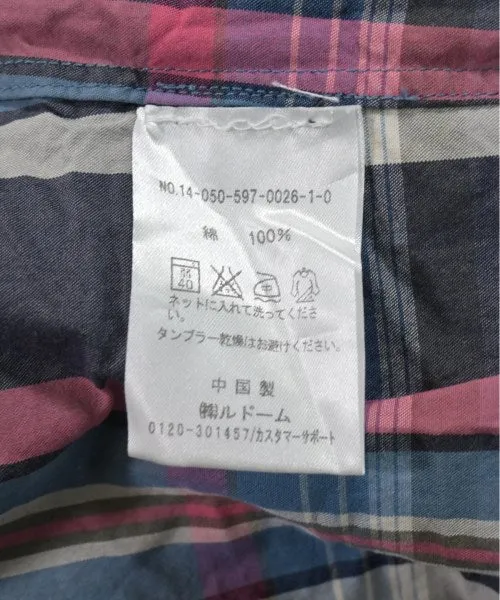 NO.14-050-597-0026-1-0
綿 100%
弱 40 中
ネットに入れて洗ってくださ
い。
タンブラー乾燥はお避けください。
中国製
㈱ルドーム
0120-301457/カスタマーサポート